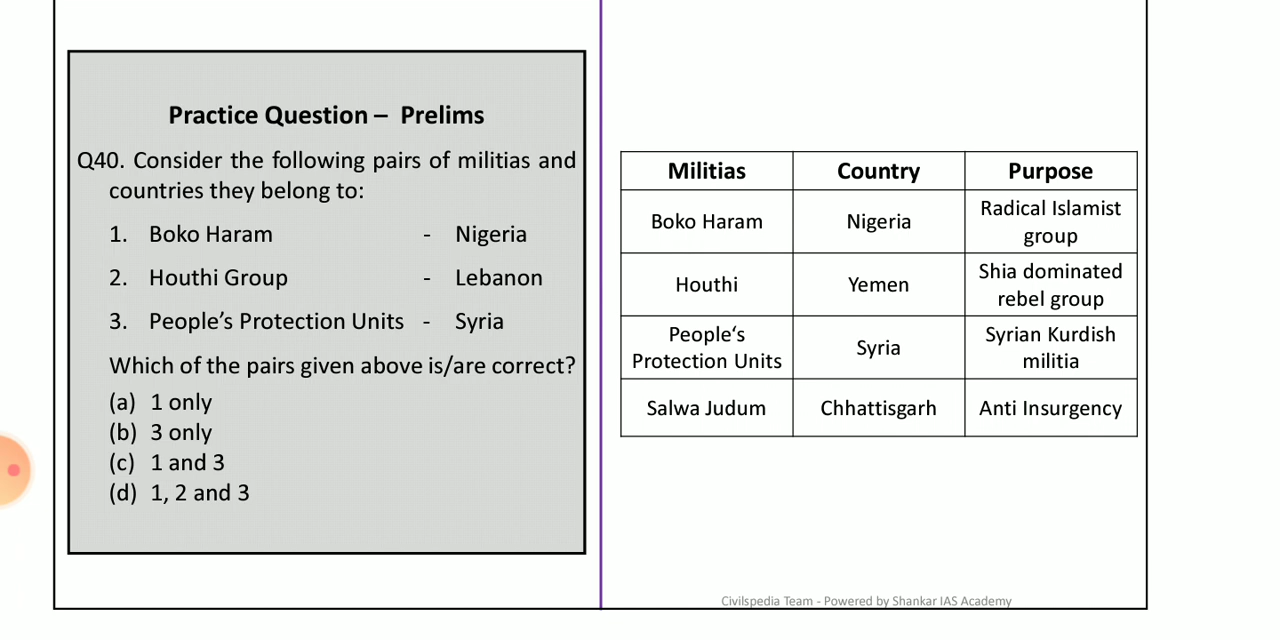 Practice Question – Prelims
Q40. Consider the following pairs of militias and
countries they belong to:
1. Boko Haram - Nigeria
2. Houthi Group - Lebanon
3. People’s Protection Units - Syria
Which of the pairs given above is/are correct?
(a) 1 only
(b) 3 only
(c) 1 and 3
(d) 1, 2 and 3
Militias Country Purpose
Boko Haram Nigeria Radical Islamist
group
Houthi Yemen Shia dominated
rebel group
People‘s
Protection Units Syria Syrian Kurdish
militia
Salwa Judum Chhattisgarh Anti Insurgency
Civilspedia Team - Powered by Shankar IAS Academy